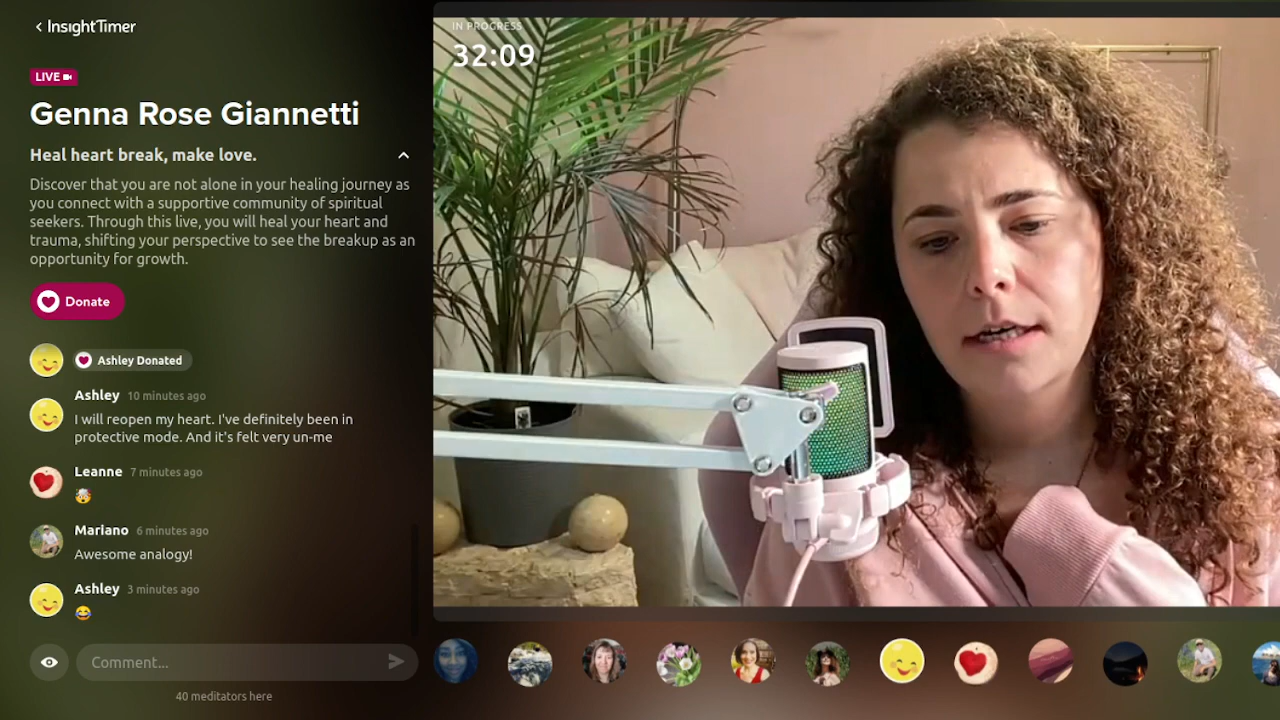 InsightTimer
LIVE
Genna Rose Giannetti
Heal heart break, make love.
Discover that you are not alone in your healing journey as
you connect with a supportive community of spiritual
seekers. Through this live, you will heal your heart and
trauma, shifting your perspective to see the breakup as an
opportunity for growth.
Donate
Ashley Donated
Ashley 10 minutes ago
I will reopen my heart. I've definitely been in
protective mode. And it's felt very un-me
Leanne 7 minutes ago
Mariano 6 minutes ago
Awesome analogy!
Ashley 3 minutes ago
Comment...
40 meditators here
IN PROGRESS
32:09